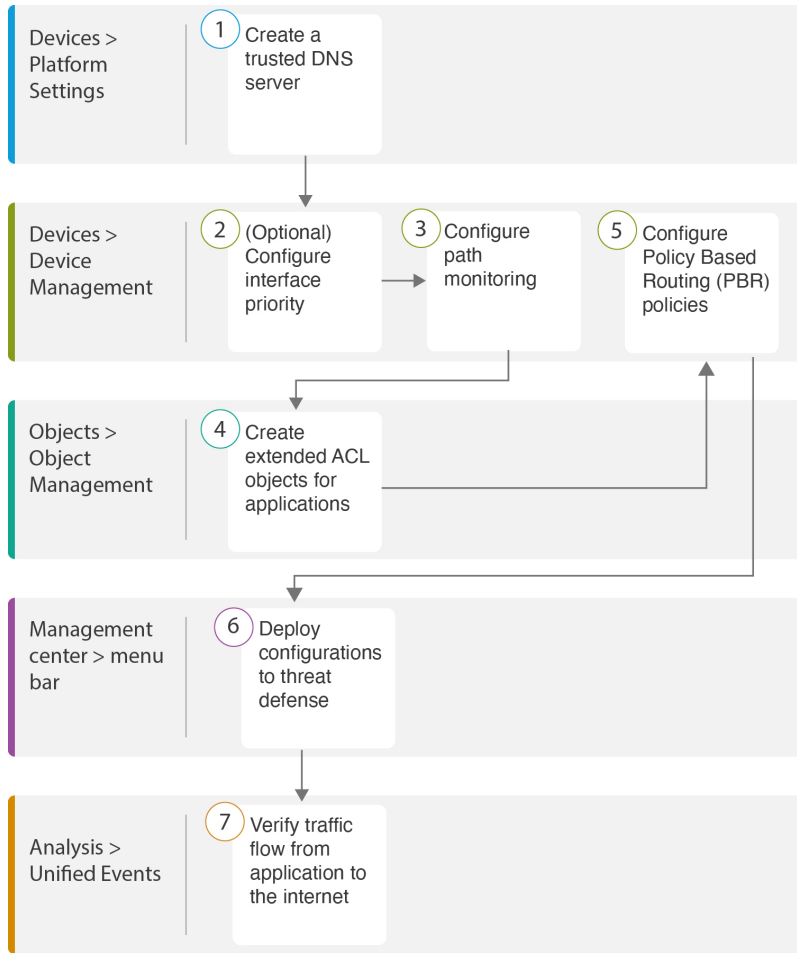 Devices >
Platform
Settings
1
Create a
trusted DNS
server
Devices >
Device
Management
2
(Optional)
Configure
interface
priority
3
Configure
path
monitoring
5
Configure
Policy Based
Routing (PBR)
policies
Objects >
Object
Management
4
Create
extended ACL
objects for
applications
Management
center > menu
bar
6
Deploy
configurations
to threat
defense
Analysis >
Unified Events
7
Verify traffic
flow from
application to
the internet